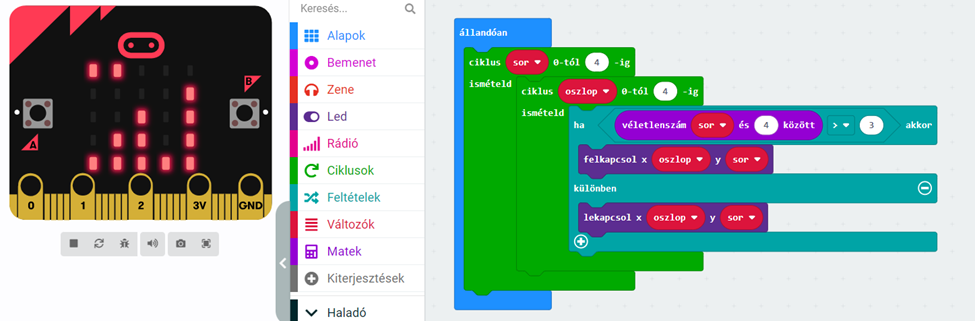 A
B
0 1 2 3V GND
Keresés...
Alapok
Bemenet
Zene
Led
Rádió
Ciklusok
Feltételek
Változók
Matek
Kiterjesztések
Haladó
állandóan
ciklus sor 0-tól 4 -ig
ismételd
ciklus oszlop 0-tól 4 -ig
ismételd
ha véletlenszám sor és 4 között > 3 akkor
felkapcsol x oszlop y sor
különben
lekapcsol x oszlop y sor